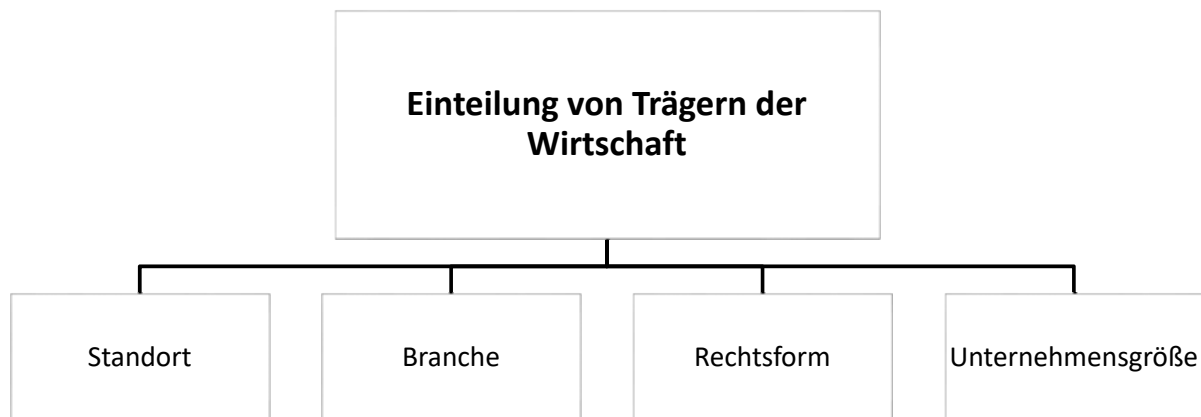 Einteilung von Trägern der
Wirtschaft
Standort
Branche
Rechtsform
Unternehmensgröße